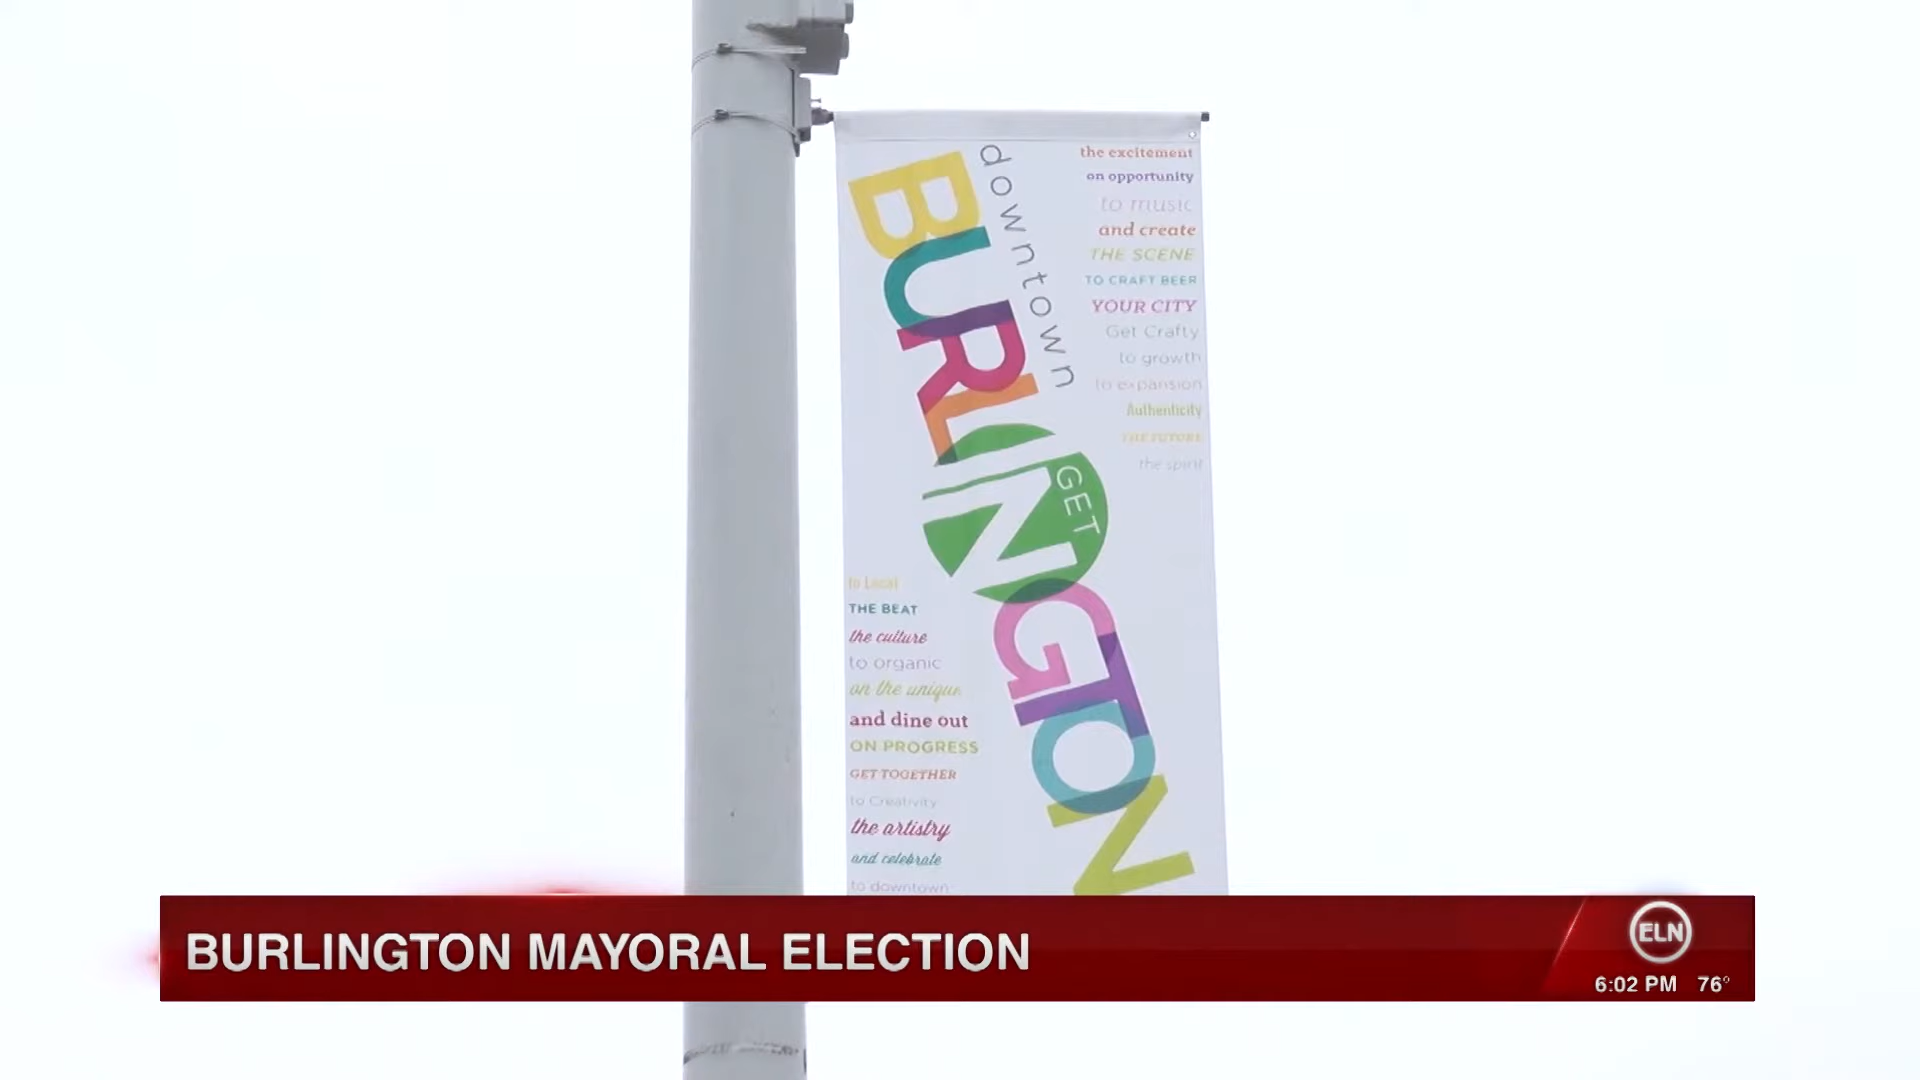 downtown
BURLINGTON
GET
the excitement
on opportunity
to music
and create
THE SCENE
TO CRAFT BEER
YOUR CITY
Get Crafty
to growth
to expansion
Authenticity
THE FUTURE
the spirit
to Local
THE BEAT
the culture
to organic
on the unique
and dine out
ON PROGRESS
GET TOGETHER
to Creativity
the artistry
and celebrate
to downtown
BURLINGTON MAYORAL ELECTION
ELN
6:02 PM 76°